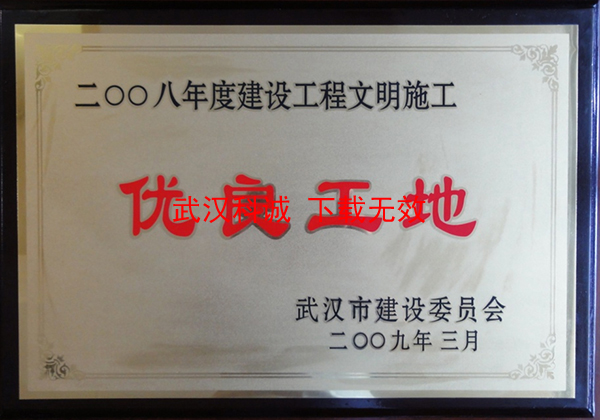 二〇〇八年度建设工程文明施工
优良工地
武汉科诚 下载无效
武汉市建设委员会
二〇〇九年三月